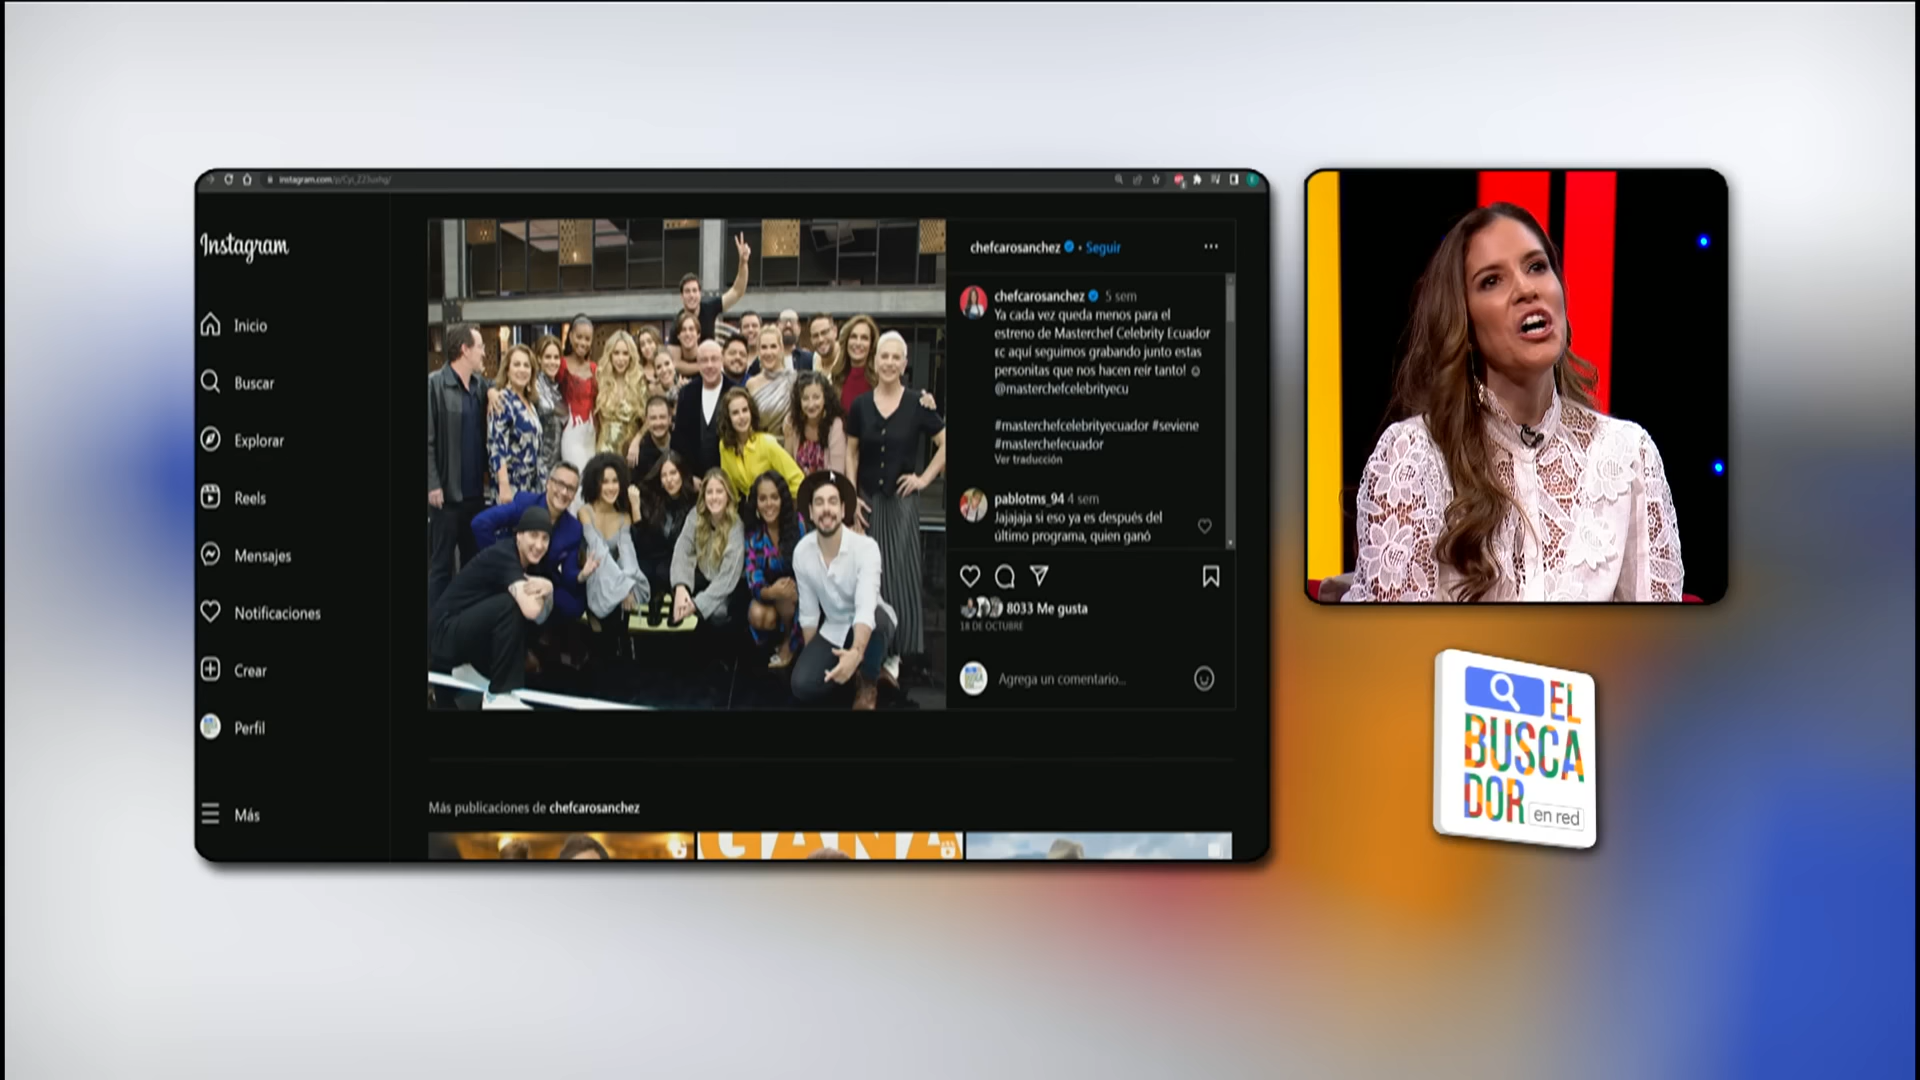 instagram.com
Instagram
Inicio
Buscar
Explorar
Reels
Mensajes
Notificaciones
Crear
Perfil
Más
chefcarosanchez • Seguir
chefcarosanchez 5 sem
Ya cada vez queda menos para el
estreno de Masterchef Celebrity Ecuador
EC aquí seguimos grabando junto estas
personitas que nos hacen reír tanto!
@masterchefcelebrityecu
#masterchefcelebrityecuador #seviene
#masterchefecuador
Ver traducción
pablotms_94 4 sem
Jajajaja si eso ya es después del
último programa, quien ganó
8033 Me gusta
18 DE OCTUBRE
Agrega un comentario...
Más publicaciones de chefcarosanchez
GANA
EL
BUSCA
DOR
en red